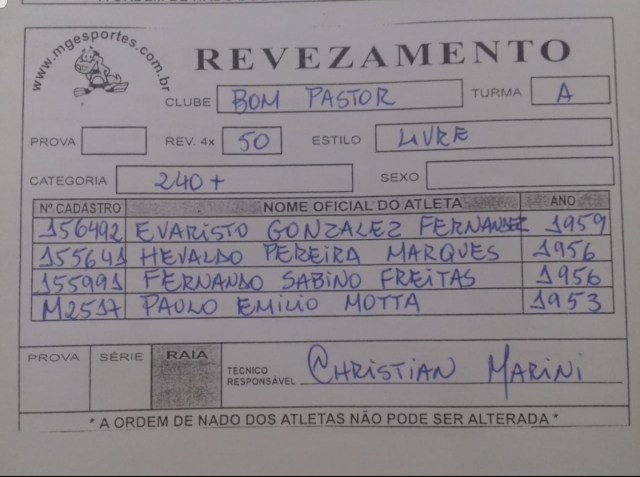 www.mgesportes.com.br
REVEZAMENTO
CLUBE BOM PASTOR TURMA A
PROVA REV. 4x 50 ESTILO LIVRE
CATEGORIA 240+ SEXO
Nº CADASTRO NOME OFICIAL DO ATLETA ANO
156492 EVARISTO GONZALEZ FERNANDEZ 1959
155641 HEVALDO PEREIRA MARQUES 1956
155991 FERNANDO SABINO FREITAS 1956
M2517 PAULO EMILIO MOTTA 1953
PROVA SÉRIE RAIA TÉCNICO RESPONSÁVEL CHRISTIAN MARINI
* A ORDEM DE NADO DOS ATLETAS NÃO PODE SER ALTERADA *